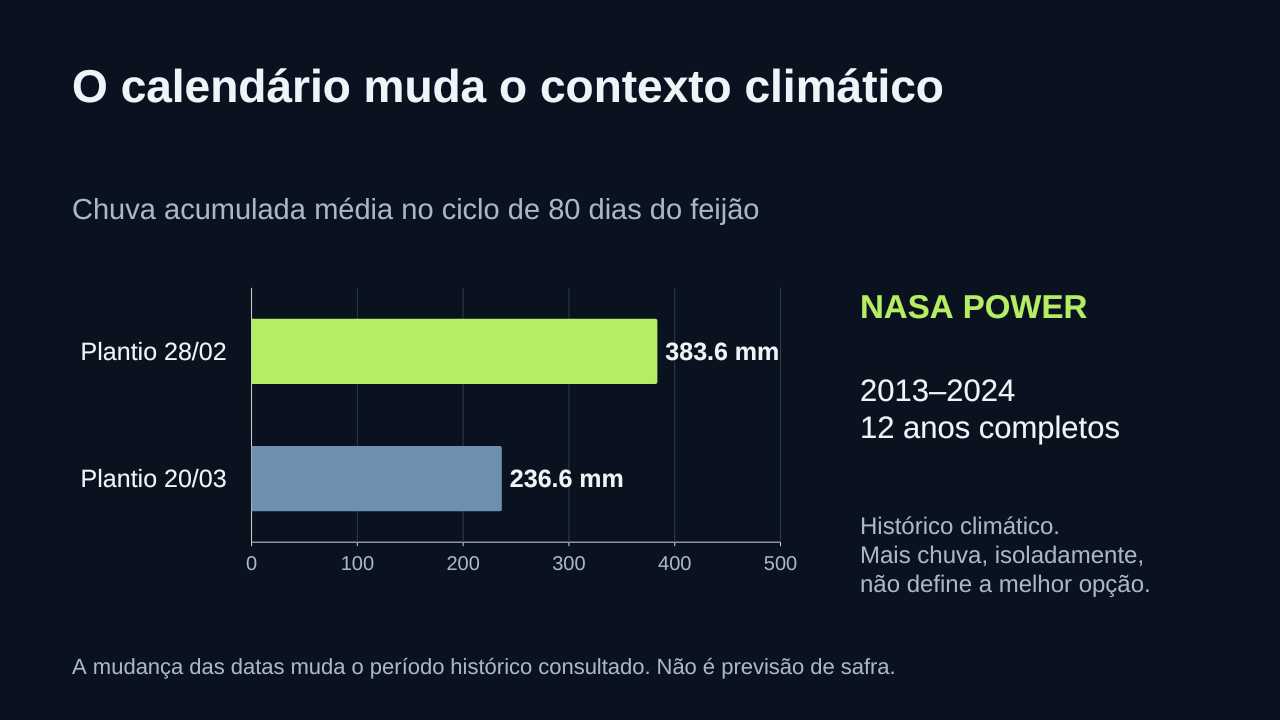 O calendário muda o contexto climático
Chuva acumulada média no ciclo de 80 dias do feijão
Plantio 28/02
383.6 mm
Plantio 20/03
236.6 mm
0 100 200 300 400 500
NASA POWER
2013–2024
12 anos completos
Histórico climático.
Mais chuva, isoladamente,
não define a melhor opção.
A mudança das datas muda o período histórico consultado. Não é previsão de safra.